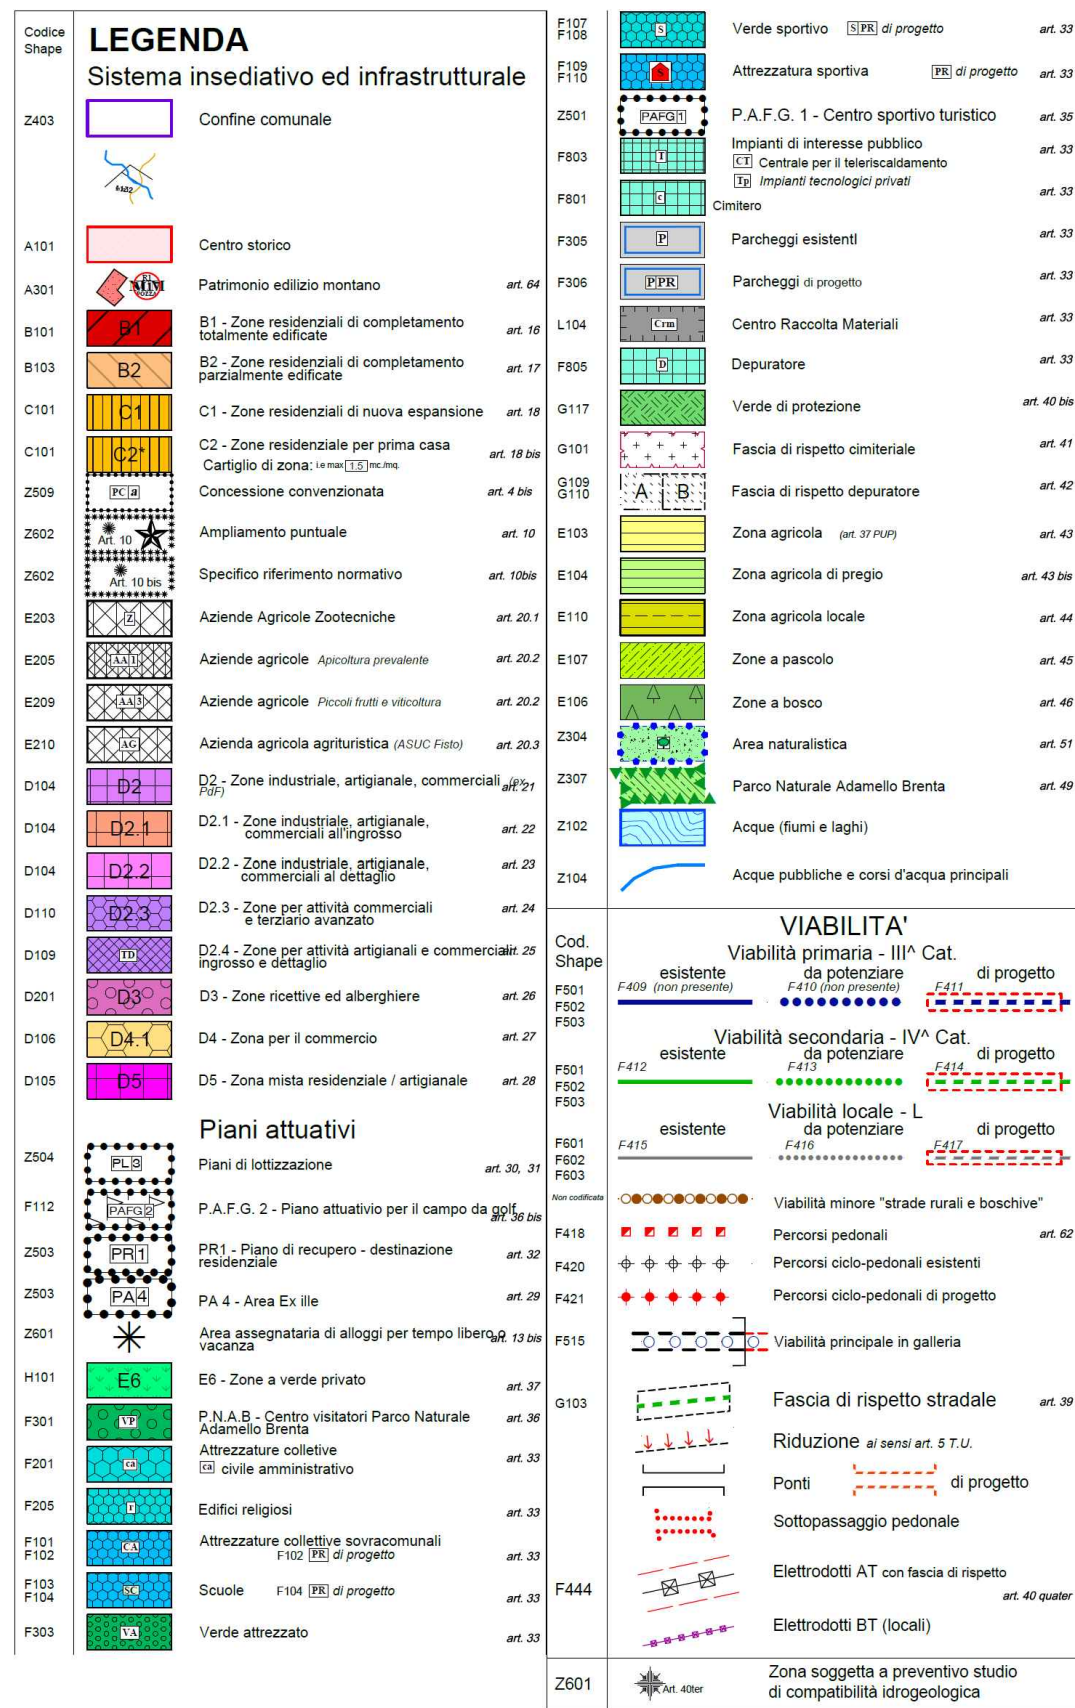 Codice
Shape
LEGENDA
Sistema insediativo ed infrastrutturale
Z403 Confine comunale
A101 Centro storico
A301 Patrimonio edilizio montano art. 64
B101 B1 B1 - Zone residenziali di completamento
totalmente edificate art. 16
B103 B2 B2 - Zone residenziali di completamento
parzialmente edificate art. 17
C101 C1 C1 - Zone residenziali di nuova espansione art. 18
C101 C2* C2 - Zone residenziale per prima casa art. 18 bis
Cartiglio di zona: i.e max 1.5 mc./mq.
Z509 PC a Concessione convenzionata art. 4 bis
Z602 Art. 10 Ampliamento puntuale art. 10
Z602 Art. 10 bis Specifico riferimento normativo art. 10bis
E203 Z Aziende Agricole Zootecniche art. 20.1
E205 AA 1 Aziende agricole Apicoltura prevalente art. 20.2
E209 AA 3 Aziende agricole Piccoli frutti e viticoltura art. 20.2
E210 AG Azienda agricola agrituristica (ASUC Fisto) art. 20.3
D104 D2 D2 - Zone industriale, artigianale, commerciali (ex
PdF) art. 21
D104 D2.1 D2.1 - Zone industriale, artigianale,
commerciali all'ingrosso art. 22
D104 D2.2 D2.2 - Zone industriale, artigianale,
commerciali al dettaglio art. 23
D110 D2.3 D2.3 - Zone per attività commerciali
e terziario avanzato art. 24
D109 TD D2.4 - Zone per attività artigianali e commerciali art. 25
ingrosso e dettaglio
D201 D3 D3 - Zone ricettive ed alberghiere art. 26
D106 D4.1 D4 - Zona per il commercio art. 27
D105 D5 D5 - Zona mista residenziale / artigianale art. 28
Piani attuativi
Z504 PL 3 Piani di lottizzazione art. 30, 31
F112 PAFG 2 P.A.F.G. 2 - Piano attuativio per il campo da golf
art. 36 bis
Z503 PR 1 PR1 - Piano di recupero - destinazione
residenziale art. 32
Z503 PA 4 PA 4 - Area Ex ille art. 29
Z601 Area assegnataria di alloggi per tempo libero o
vacanza art. 13 bis
H101 E6 E6 - Zone a verde privato art. 37
F301 VP P.N.A.B - Centro visitatori Parco Naturale
Adamello Brenta art. 36
F201 ca Attrezzature colletive
ca civile amministrativo art. 33
F205 r Edifici religiosi art. 33
F101
F102 CA Attrezzature collettive sovracomunali
F102 PR di progetto art. 33
F103
F104 SC Scuole F104 PR di progetto art. 33
F303 VA Verde attrezzato art. 33
F107
F108 S Verde sportivo S PR di progetto art. 33
F109
F110 S Attrezzatura sportiva PR di progetto art. 33
Z501 PAFG 1 P.A.F.G. 1 - Centro sportivo turistico art. 35
F803 T Impianti di interesse pubblico art. 33
CT Centrale per il teleriscaldamento
Tp Impianti tecnologici privati
F801 c Cimitero art. 33
F305 P Parcheggi esistentI art. 33
F306 P PR Parcheggi di progetto art. 33
L104 Crm Centro Raccolta Materiali art. 33
F805 D Depuratore art. 33
G117 Verde di protezione art. 40 bis
G101 Fascia di rispetto cimiteriale art. 41
G109
G110 A B Fascia di rispetto depuratore art. 42
E103 Zona agricola (art. 37 PUP) art. 43
E104 Zona agricola di pregio art. 43 bis
E110 Zona agricola locale art. 44
E107 Zone a pascolo art. 45
E106 Zone a bosco art. 46
Z304 Area naturalistica art. 51
Z307 Parco Naturale Adamello Brenta art. 49
Z102 Acque (fiumi e laghi)
Z104 Acque pubbliche e corsi d'acqua principali
VIABILITA'
Cod.
Shape
Viabilità primaria - III^ Cat.
esistente da potenziare di progetto
F501 F409 (non presente) F410 (non presente) F411
F502
F503
Viabilità secondaria - IV^ Cat.
esistente da potenziare di progetto
F501 F412 F413 F414
F502
F503
Viabilità locale - L
esistente da potenziare di progetto
F601 F415 F416 F417
F602
F603
Non codificata Viabilità minore "strade rurali e boschive"
F418 Percorsi pedonali art. 62
F420 Percorsi ciclo-pedonali esistenti
F421 Percorsi ciclo-pedonali di progetto
F515 Viabilità principale in galleria
G103 Fascia di rispetto stradale art. 39
Riduzione ai sensi art. 5 T.U.
Ponti di progetto
Sottopassaggio pedonale
F444 Elettrodotti AT con fascia di rispetto
art. 40 quater
Elettrodotti BT (locali)
Z601 Art. 40ter Zona soggetta a preventivo studio
di compatibilità idrogeologica